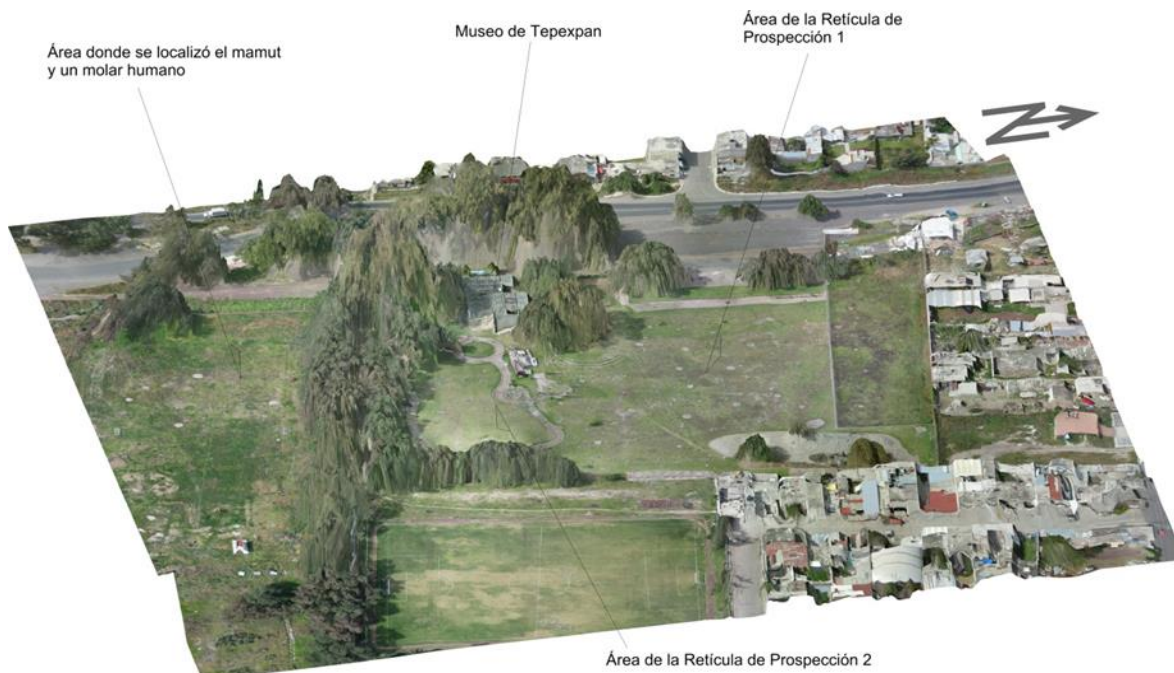 Área donde se localizó el mamut
y un molar humano
Museo de Tepexpan
Área de la Retícula de
Prospección 1
Área de la Retícula de Prospección 2